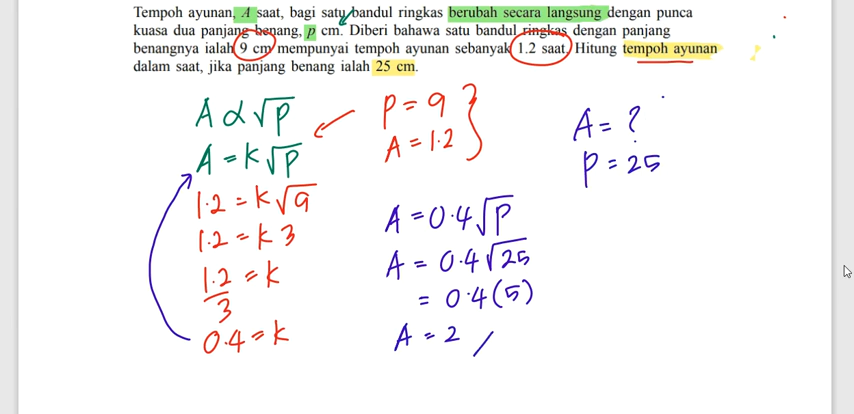 Tempoh ayunan, A saat, bagi satu bandul ringkas berubah secara langsung dengan punca
kuasa dua panjang benang, p cm. Diberi bahawa satu bandul ringkas dengan panjang
benangnya ialah 9 cm mempunyai tempoh ayunan sebanyak 1.2 saat. Hitung tempoh ayunan
dalam saat, jika panjang benang ialah 25 cm.
A ∝ √P
A = k√P
1.2 = k√9
1.2 = k 3
1.2/3 = k
0.4 = k
P = 9
A = 1.2
A = 0.4√P
A = 0.4√25
= 0.4(5)
A = 2 /
A = ?
P = 25